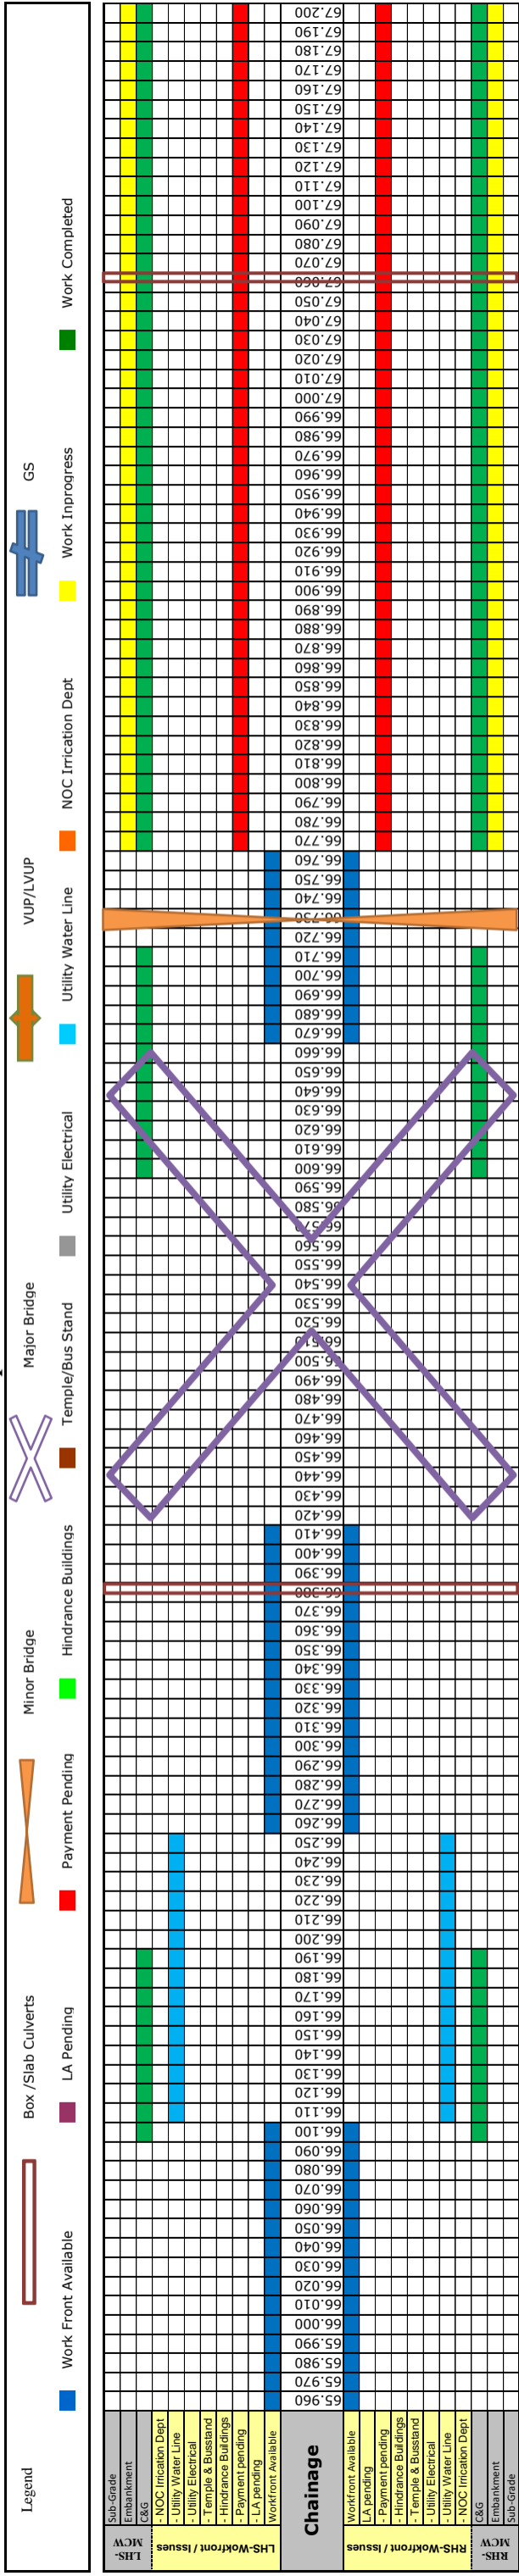 Legend
Box /Slab Culverts
Minor Bridge
Major Bridge
VUP/LVUP
GS
Work Front Available
LA Pending
Payment Pending
Hindrance Buildings
Temple/Bus Stand
Utility Electrical
Utility Water Line
NOC Irrication Dept
Work Inprogress
Work Completed
LHS-
MCW
Sub-Grade
Embankment
C&G
LHS-Wokfront / Issues
- NOC Irrication Dept
- Utility Water Line
- Utility Electrical
- Temple & Busstand
- Hindrance Buildings
- Payment pending
- LA pending
Workfront Available
Chainage
65.960
65.970
65.980
65.990
66.000
66.010
66.020
66.030
66.040
66.050
66.060
66.070
66.080
66.090
66.100
66.110
66.120
66.130
66.140
66.150
66.160
66.170
66.180
66.190
66.200
66.210
66.220
66.230
66.240
66.250
66.260
66.270
66.280
66.290
66.300
66.310
66.320
66.330
66.340
66.350
66.360
66.370
66.380
66.390
66.400
66.410
66.420
66.430
66.440
66.450
66.460
66.470
66.480
66.490
66.500
66.510
66.520
66.530
66.540
66.550
66.560
66.570
66.580
66.590
66.600
66.610
66.620
66.630
66.640
66.650
66.660
66.670
66.680
66.690
66.700
66.710
66.720
66.730
66.740
66.750
66.760
66.770
66.780
66.790
66.800
66.810
66.820
66.830
66.840
66.850
66.860
66.870
66.880
66.890
66.900
66.910
66.920
66.930
66.940
66.950
66.960
66.970
66.980
66.990
67.000
67.010
67.020
67.030
67.040
67.050
67.060
67.070
67.080
67.090
67.100
67.110
67.120
67.130
67.140
67.150
67.160
67.170
67.180
67.190
67.200
RHS-Wokfront / Issues
Workfront Available
LA pending
- Payment pending
- Hindrance Buildings
- Temple & Busstand
- Utility Electrical
- Utility Water Line
- NOC Irrication Dept
RHS-
MCW
C&G
Embankment
Sub-Grade